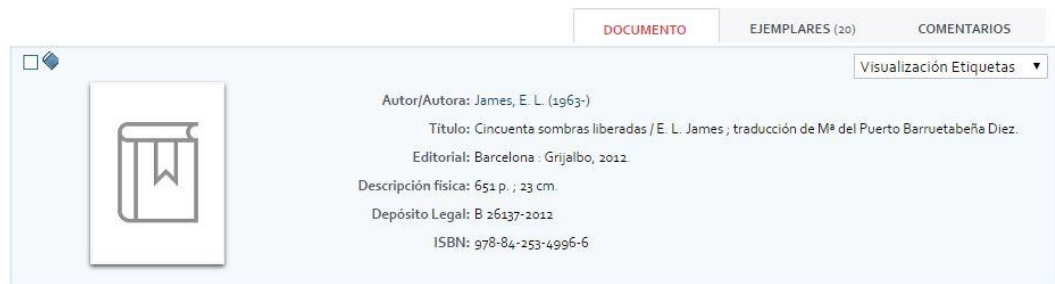 DOCUMENTO EJEMPLARES (20) COMENTARIOS
Visualización Etiquetas
Autor/Autora: James, E. L. (1963-)
Título: Cincuenta sombras liberadas / E. L. James ; traducción de Mª del Puerto Barruetabeña Diez.
Editorial: Barcelona : Grijalbo, 2012.
Descripción física: 651 p. ; 23 cm.
Depósito Legal: B 26137-2012
ISBN: 978-84-253-4996-6